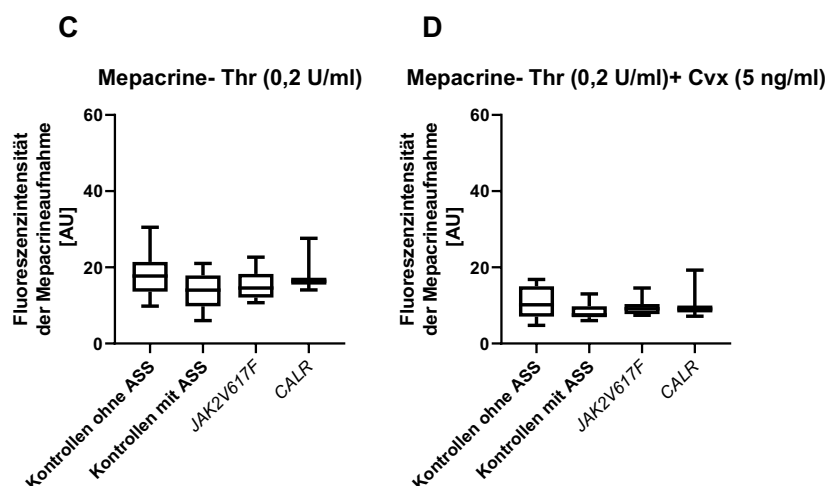 C
Mepacrine- Thr (0,2 U/ml)
Fluoreszenzintensität
der Mepacrineaufnahme
[AU]
60
40
20
0
Kontrollen ohne ASS
Kontrollen mit ASS
JAK2V617F
CALR
D
Mepacrine- Thr (0,2 U/ml)+ Cvx (5 ng/ml)
Fluoreszenzintensität
der Mepacrineaufnahme
[AU]
60
40
20
0
Kontrollen ohne ASS
Kontrollen mit ASS
JAK2V617F
CALR